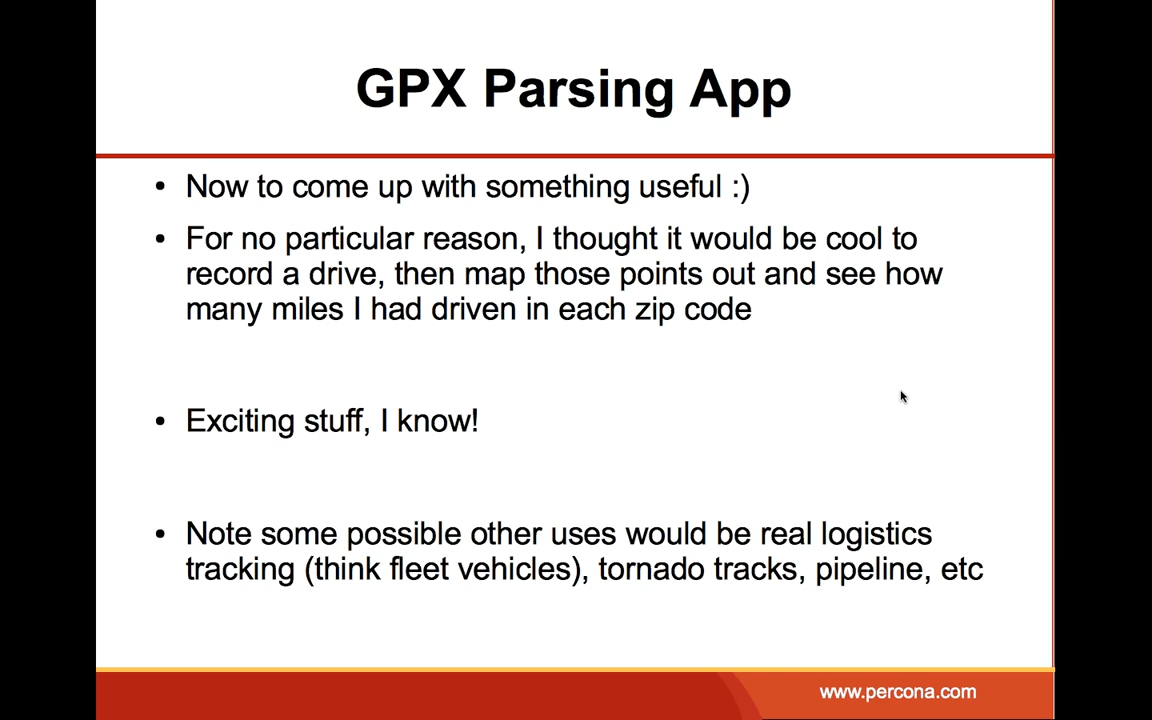 GPX Parsing App
• Now to come up with something useful :)
• For no particular reason, I thought it would be cool to
record a drive, then map those points out and see how
many miles I had driven in each zip code
• Exciting stuff, I know!
• Note some possible other uses would be real logistics
tracking (think fleet vehicles), tornado tracks, pipeline, etc
www.percona.com